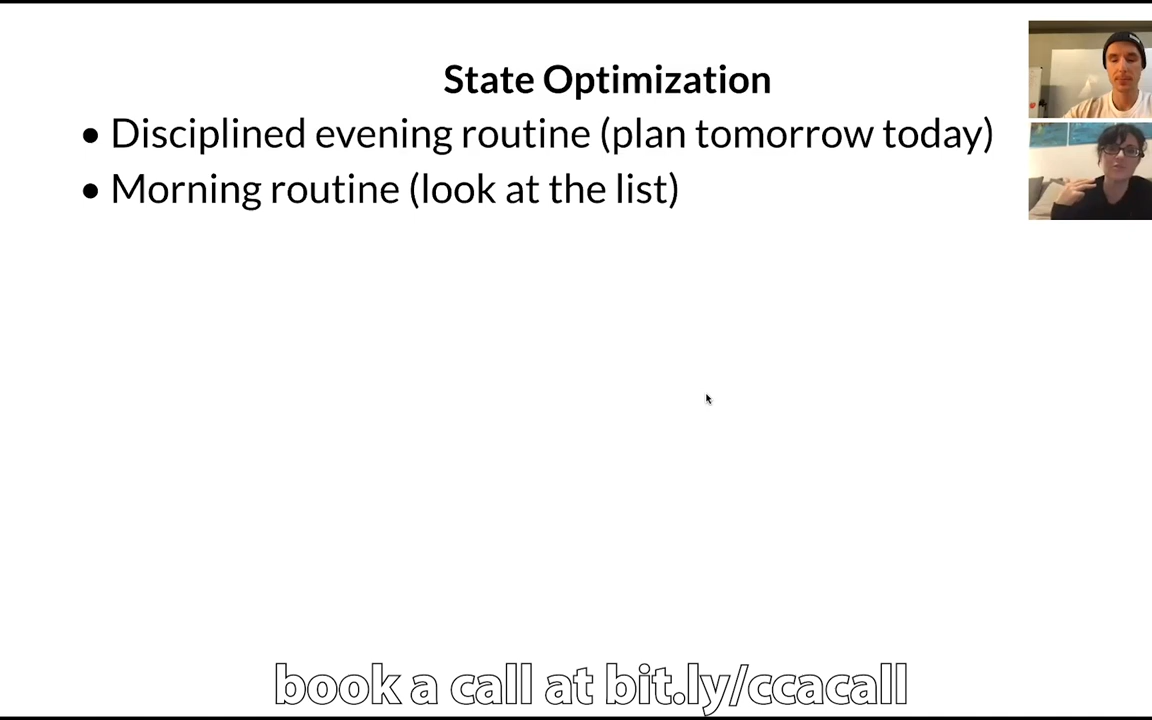 State Optimization
● Disciplined evening routine (plan tomorrow today)
● Morning routine (look at the list)
book a call at bit.ly/ccacall